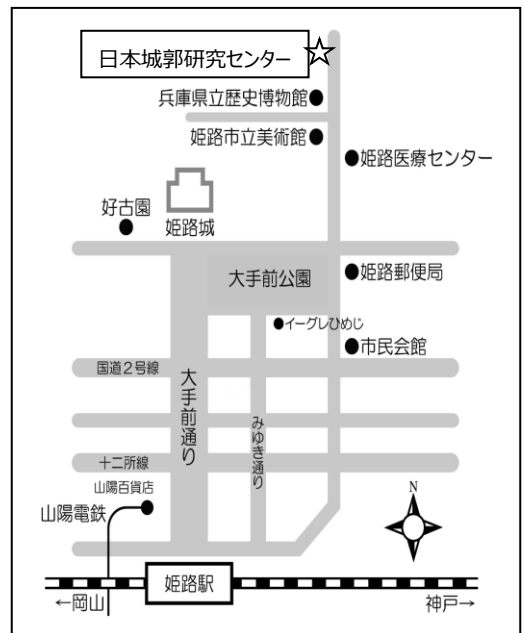 日本城郭研究センター
兵庫県立歴史博物館
姫路市立美術館
姫路医療センター
好古園
姫路城
大手前公園
姫路郵便局
イーグレひめじ
市民会館
国道2号線
大手前通り
みゆき通り
十二所線
山陽百貨店
山陽電鉄
N
姫路駅
←岡山
神戸→